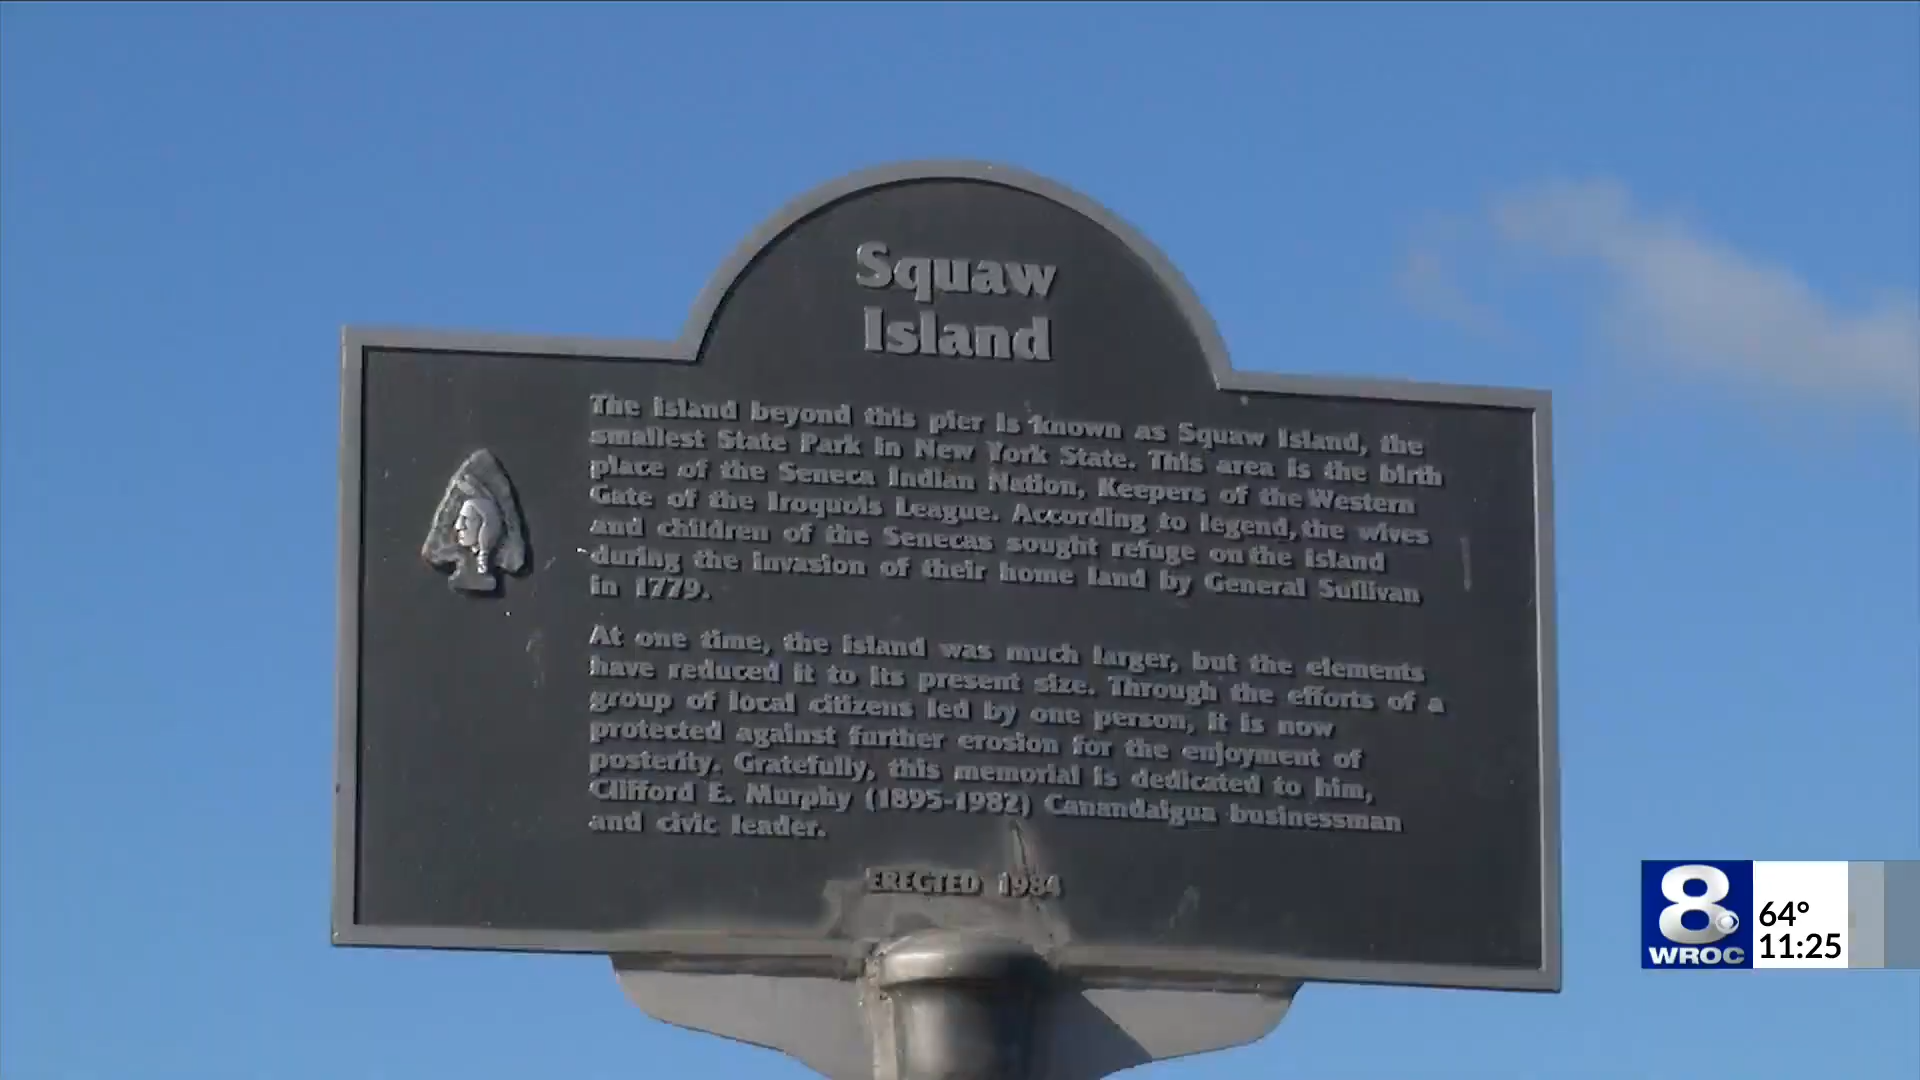 Squaw
Island
The island beyond this pier is known as Squaw Island, the
smallest State Park in New York State. This area is the birth
place of the Seneca Indian Nation, Keepers of the Western
Gate of the Iroquois League. According to legend, the wives
and children of the Senecas sought refuge on the island
during the invasion of their home land by General Sullivan
in 1779.
At one time, the island was much larger, but the elements
have reduced it to its present size. Through the efforts of a
group of local citizens led by one person, it is now
protected against further erosion for the enjoyment of
posterity. Gratefully, this memorial is dedicated to him,
Clifford E. Murphy (1895-1982) Canandaigua businessman
and civic leader.
ERECTED 1984
8
WROC
64°
11:25